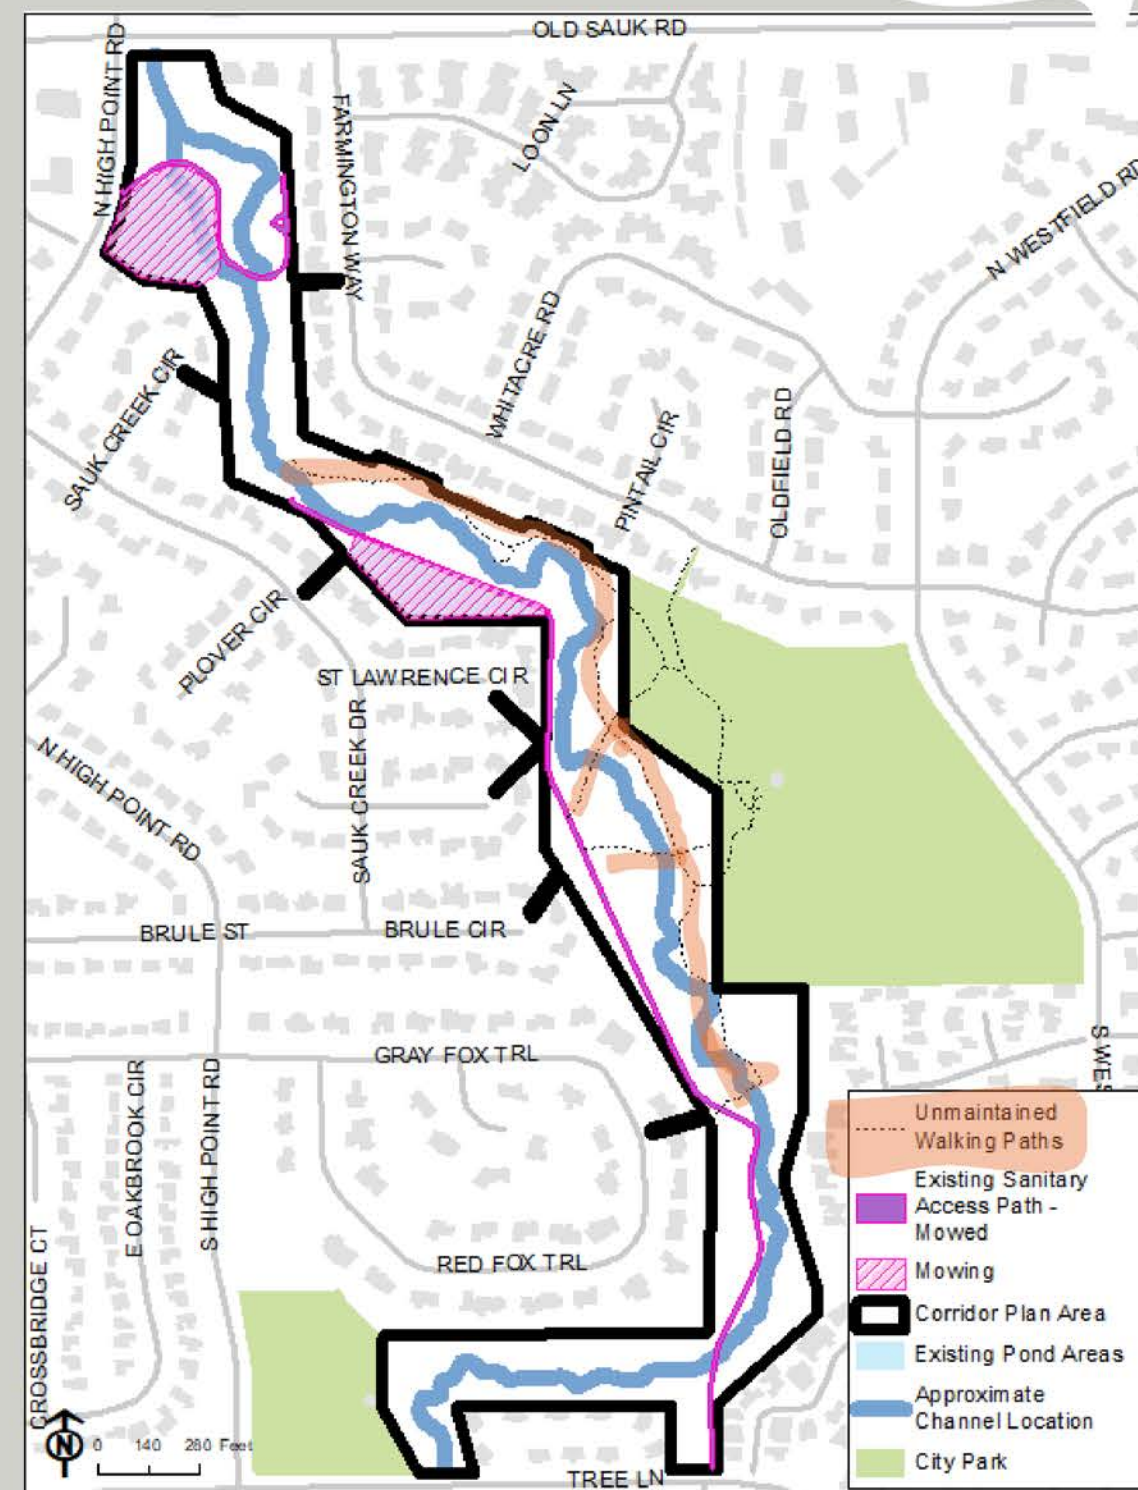 OLD SAUK RD
N HIGH POINT RD
FARMINGTON WAY
LOON LN
N WESTFIELD RD
WHITACRE RD
SAUK CREEK CIR
PINTAIL CIR
OLDFIELD RD
PLOVER CIR
ST LAWRENCE CIR
SAUK CREEK DR
N HIGH POINT RD
BRULE ST
BRULE CIR
GRAY FOX TRL
E OAKBROOK CIR
S HIGH POINT RD
S WES
RED FOX TRL
CROSSBRIDGE CT
TREE LN
N
0 140 280 Feet
Unmaintained
Walking Paths
Existing Sanitary
Access Path -
Mowed
Mowing
Corridor Plan Area
Existing Pond Areas
Approximate
Channel Location
City Park